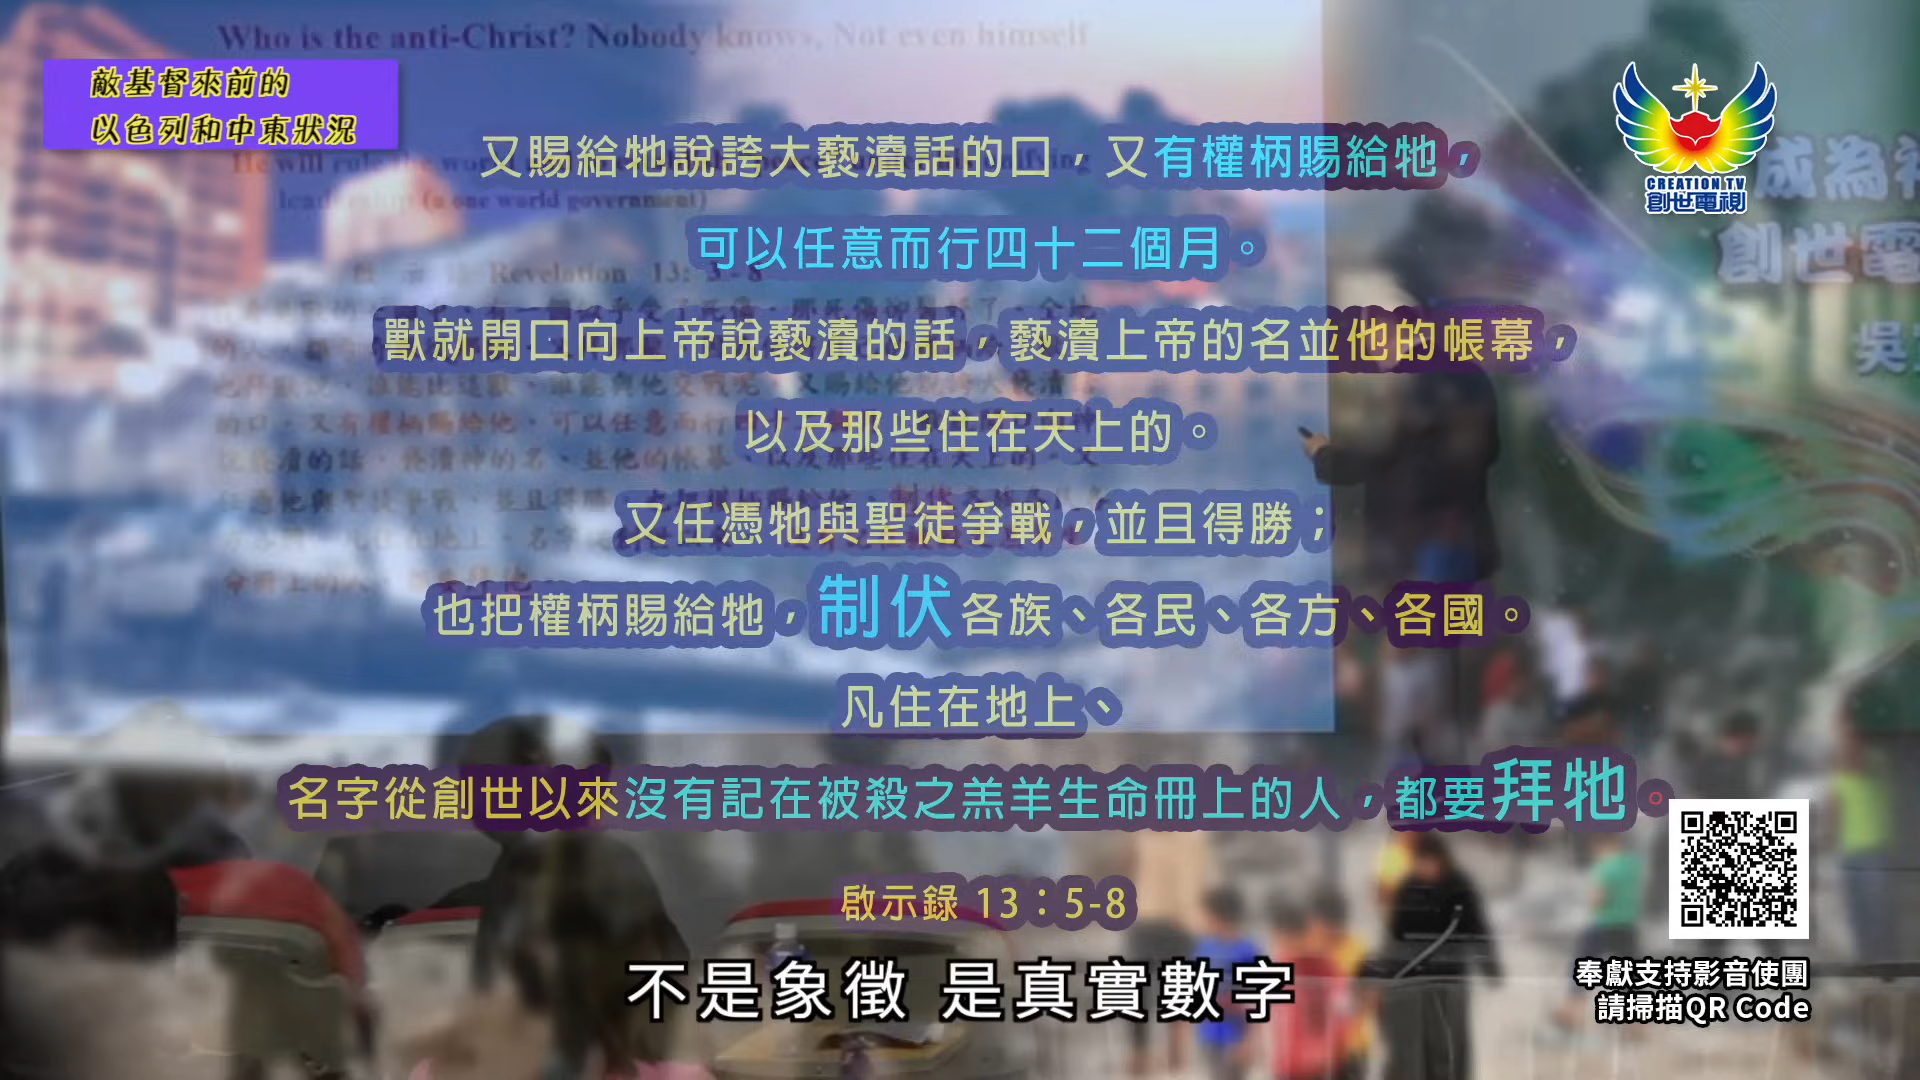 Who is the anti-Christ? Nobody knows, Not even himself
敵基督來前的
以色列和中東狀況
CREATION TV
創世電視
成為
創世電
吳
又賜給牠說誇大褻瀆話的口，又有權柄賜給牠，
可以任意而行四十二個月。
獸就開口向上帝說褻瀆的話，褻瀆上帝的名並他的帳幕，
以及那些住在天上的。
又任憑牠與聖徒爭戰，並且得勝；
也把權柄賜給牠，制伏各族、各民、各方、各國。
凡住在地上、
名字從創世以來沒有記在被殺之羔羊生命冊上的人，都要拜牠。
啟示錄 13：5-8
不是象徵 是真實數字
奉獻支持影音使團
請掃描QR Code